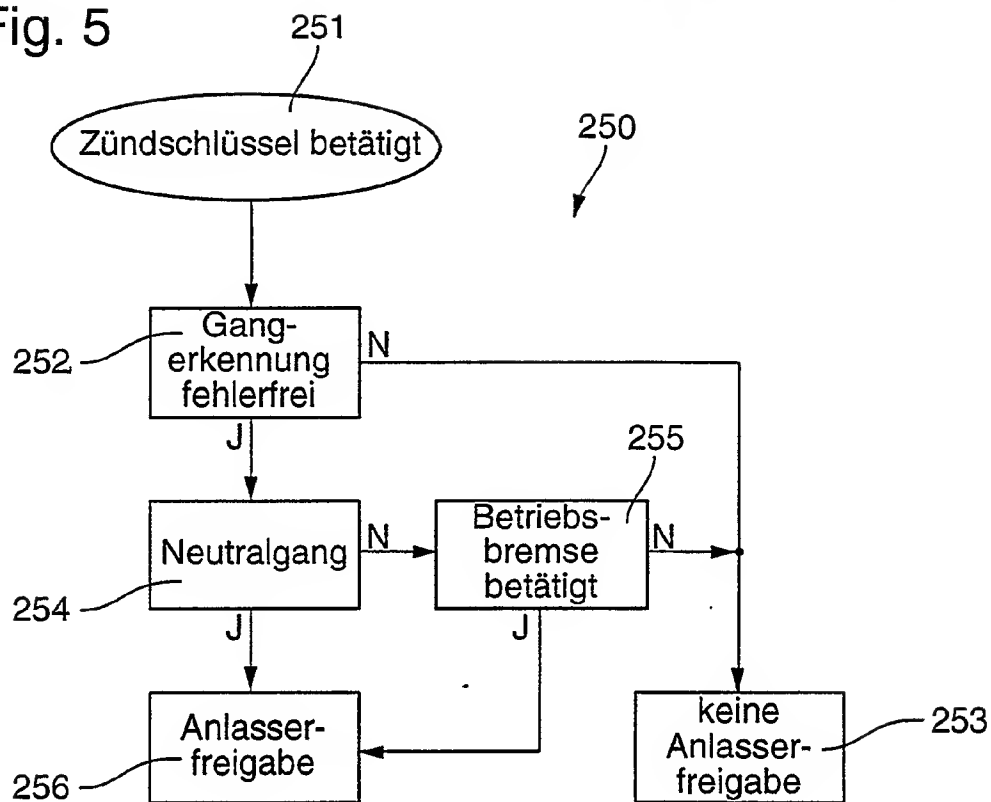 Fig. 5
251
Zündschlüssel betätigt
250
Gang-
erkennung
fehlerfrei
N
252
J
255
Neutralgang
N
Betriebs-
bremse
betätigt
N
254
J
J
Anlasser-
freigabe
keine
Anlasser-
freigabe
253
256